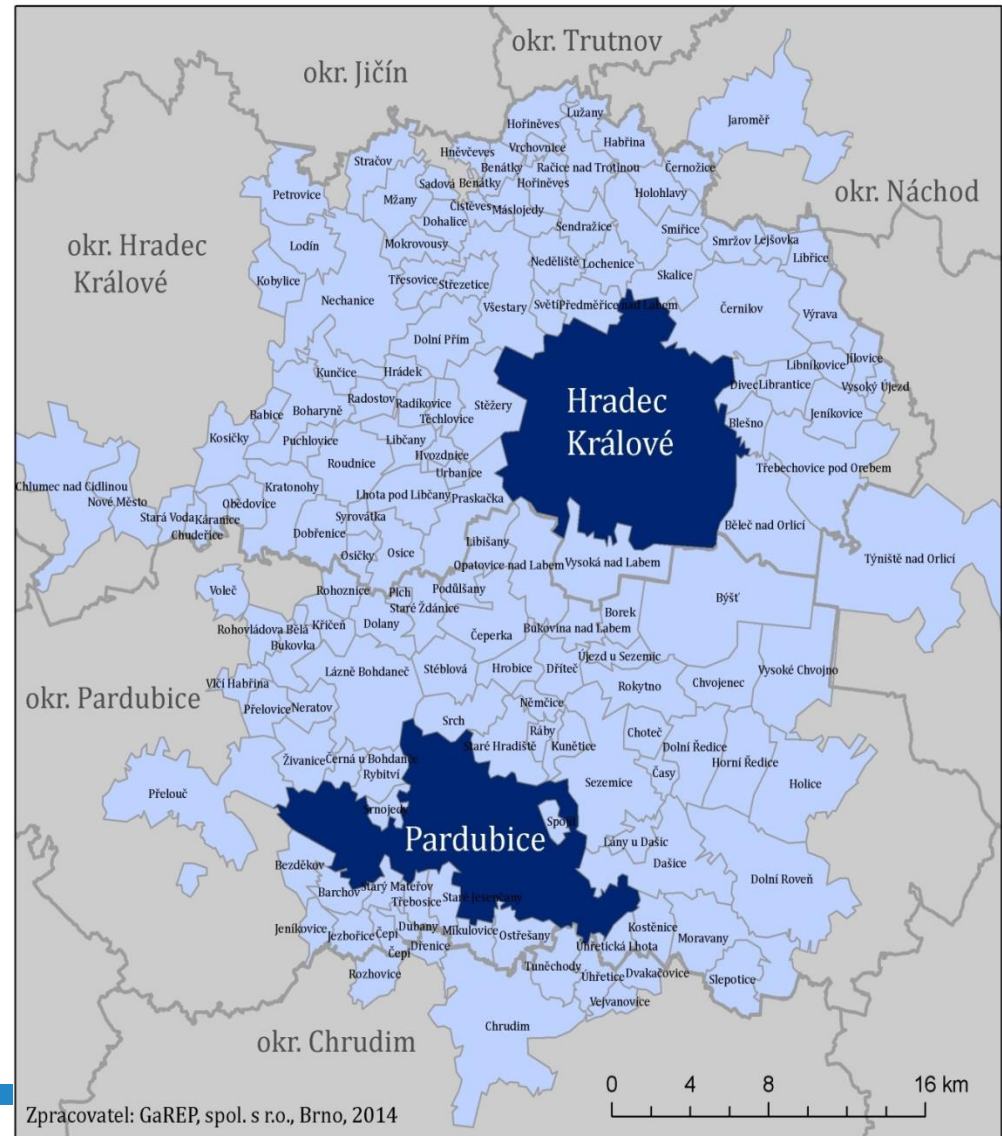 okr. Trutnov
okr. Jičín
Lužany
Hořiněves
Jaroměř
Vrchovnice
Habřina
Hněvčeves
Stračov
Benátky
Račice nad Trotinou
Černožice
Sadová
Benátky
Hořiněves
okr. Náchod
Petrovice
Mžany
Holohlavy
Čistěves
Máslojedy
Dohalice
Sendražice
Smiřice
okr. Hradec
Králové
Lodín
Mokrovousy
Smržov
Lejšovka
Libřice
Neděliště
Lochenice
Skalice
Kobylice
Třesovice
Střezetice
Nechanice
Všestary
Světí
Předměřice nad Labem
Černilov
Výrava
Dolní Přím
Jílovice
Libníkovice
Kunčice
Hrádek
Divec
Librantice
Vysoký Újezd
Hradec
Králové
Radostov
Radíkovice
Stěžery
Babice
Boharyně
Těchlovice
Blešno
Jeníkovice
Kosičky
Puchlovice
Libčany
Hvozdnice
Roudnice
Urbanice
Třebechovice pod Orebem
Chlumec nad Cidlinou
Nové Město
Kratonohy
Lhota pod Libčany
Praskačka
Obědovice
Stará Voda
Káranice
Chudeřice
Syrovátka
Dobřenice
Běleč nad Orlicí
Libišany
Osičky
Osice
Opatovice nad Labem
Vysoká nad Labem
Týniště nad Orlicí
Voleč
Rohoznice
Plch
Podůlšany
Býšť
Staré Ždánice
Borek
Rohovládova Bělá
Křičeň
Dolany
Čeperka
Bukovina nad Labem
Bukovka
Újezd u Sezemic
Lázně Bohdaneč
Stéblová
Hrobice
Dříteč
Vysoké Chvojno
Vlčí Habřina
Rokytno
Chvojenec
okr. Pardubice
Přelovice
Neratov
Němčice
Srch
Ráby
Choteč
Staré Hradiště
Kunětice
Dolní Ředice
Živanice
Černá u Bohdanče
Horní Ředice
Rybitví
Časy
Holice
Přelouč
Sezemice
Srnojedy
Spojil
Pardubice
Lány u Dašic
Dašice
Bezděkov
Dolní Roveň
Barchov
Starý Mateřov
Třebosice
Staré Jesenčany
Jeníkovice
Jezbořice
Čepí
Dubany
Mikulovice
Ostřešany
Kostěnice
Moravany
Čepí
Dřenice
Úhřetická Lhota
Rozhovice
Tuněchody
Úhřetice
Dvakačovice
Slepotice
Vejvanovice
Chrudim
okr. Chrudim
0 4 8 16 km
Zpracovatel: GaREP, spol. s r.o., Brno, 2014